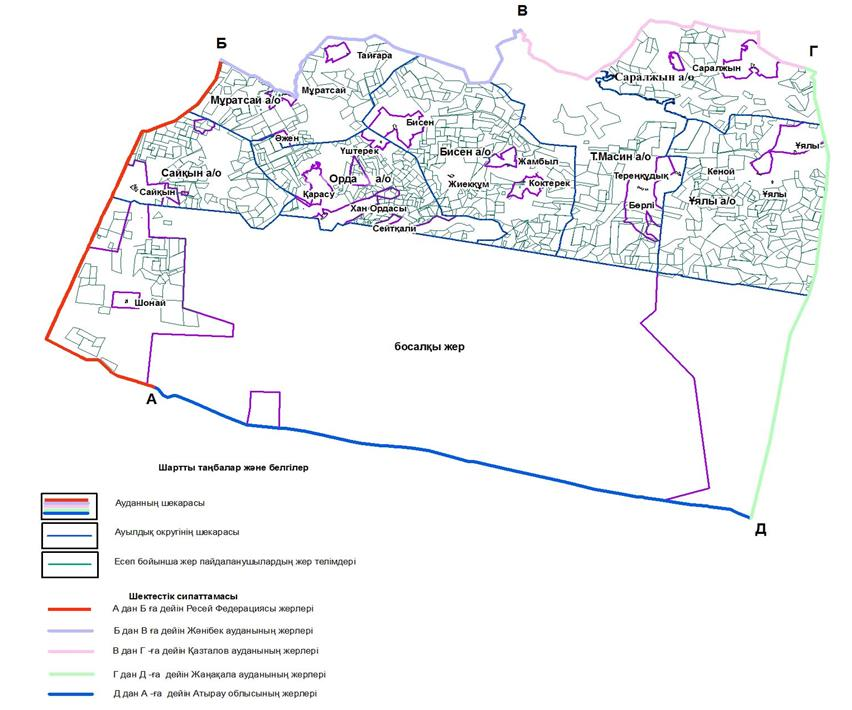 В
Б
Г
Тайғара
Саралжын
Саралжын а/о
Мұратсай
Мұратсай а/о
Бисен
Өжен
Үштерек
Бисен а/о
Жамбыл
Т.Масин а/о
Ұялы
Сайқын а/о
Орда а/о
Жиекқұм
Коктерек
Тереңқұдық
Кеной
Сайқын
Қарасу
Ұялы
Хан Ордасы
Бөрлі
Ұялы а/о
Сейтқали
Шонай
босалқы жер
А
Д
Шартты таңбалар және белгілер
Ауданның шекарасы
Ауылдық округінің шекарасы
Есеп бойынша жер пайдаланушылардың жер телімдері
Шектестік сипаттамасы
А дан Б ға дейін Ресей Федерациясы жерлері
Б дан В ға дейін Жәнібек ауданының жерлері
В дан Г -ға дейін Қазталов ауданының жерлері
Г дан Д -ға дейін Жаңақала ауданының жерлері
Д дан А -ға дейін Атырау облысының жерлері